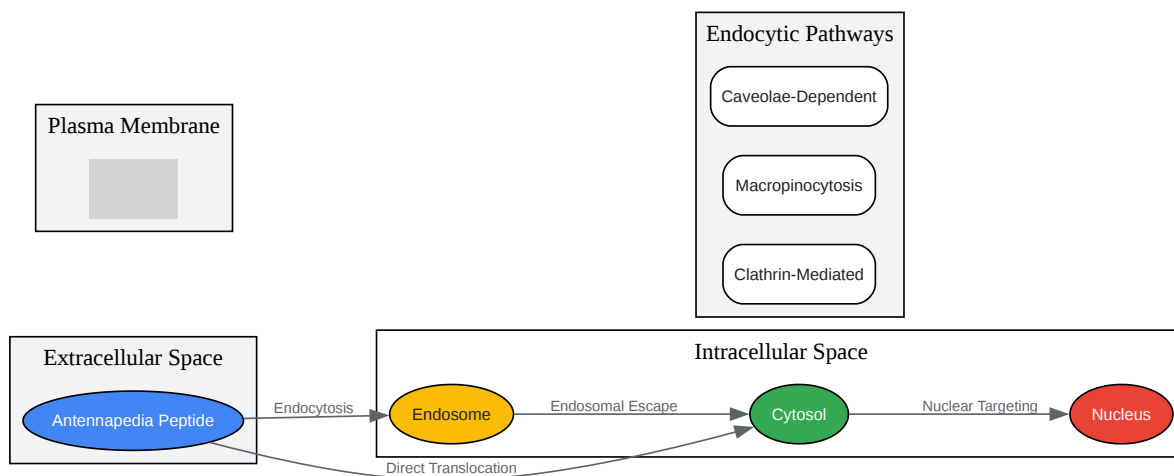 Endocytic Pathways
Caveolae-Dependent
Macropinocytosis
Clathrin-Mediated
Plasma Membrane
Extracellular Space
Antennapedia Peptide
Endocytosis
Direct Translocation
Intracellular Space
Endosome
Endosomal Escape
Cytosol
Nuclear Targeting
Nucleus